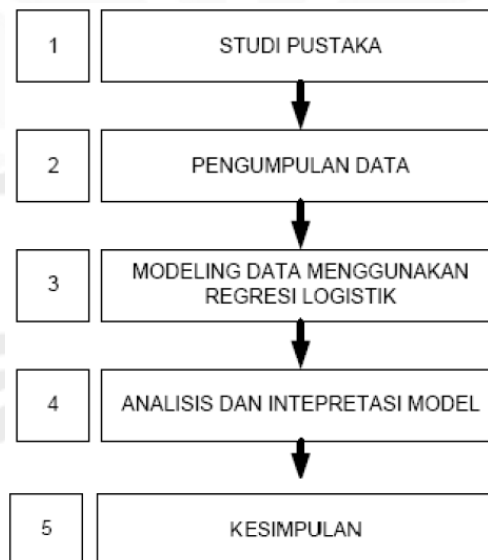 1
STUDI PUSTAKA
2
PENGUMPULAN DATA
3
MODELING DATA MENGGUNAKAN
REGRESI LOGISTIK
4
ANALISIS DAN INTEPRETASI MODEL
5
KESIMPULAN